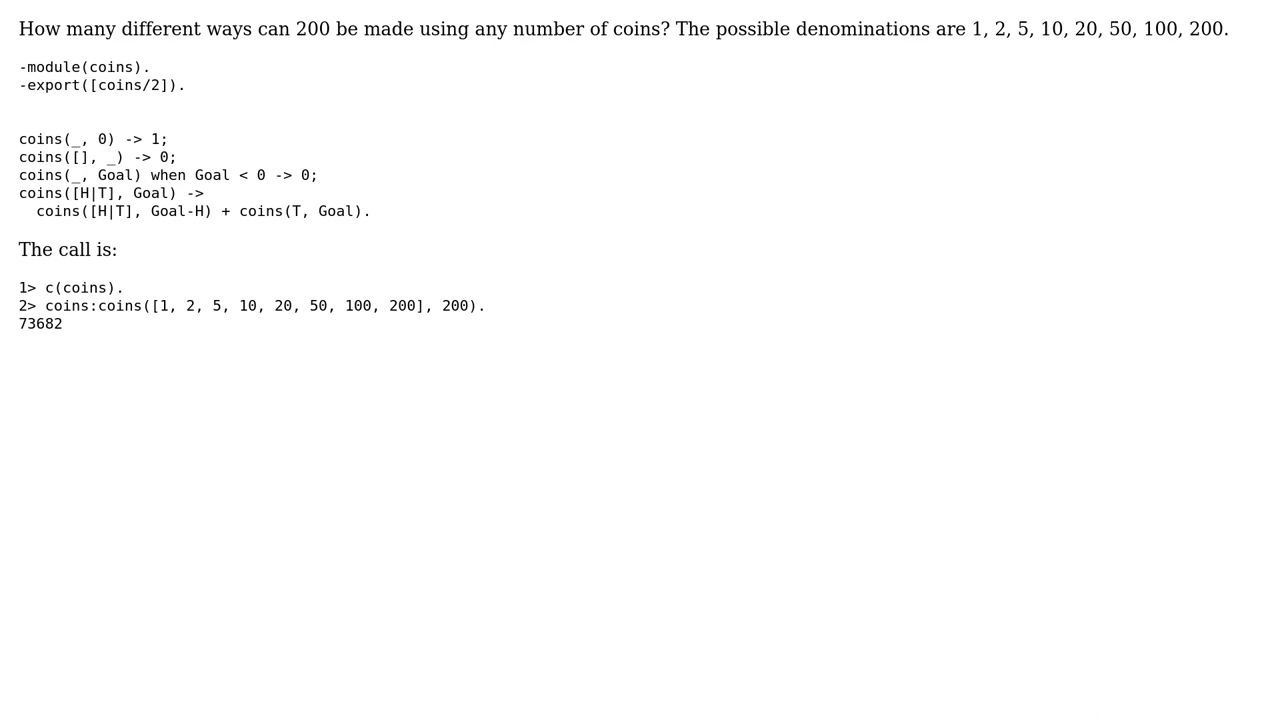 How many different ways can 200 be made using any number of coins? The possible denominations are 1, 2, 5, 10, 20, 50, 100, 200.
-module(coins).
-export([coins/2]).
coins(_, 0) -> 1;
coins([], _) -> 0;
coins(_, Goal) when Goal < 0 -> 0;
coins([H|T], Goal) ->
  coins([H|T], Goal-H) + coins(T, Goal).
The call is:
1> c(coins).
2> coins:coins([1, 2, 5, 10, 20, 50, 100, 200], 200).
73682